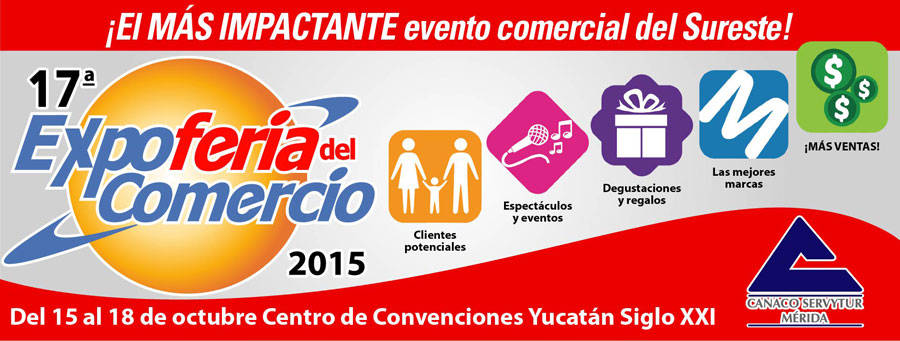 ¡El MÁS IMPACTANTE evento comercial del Sureste!
17ª
Expoferia del
Comercio
2015
Clientes
potenciales
Espectáculos
y eventos
Degustaciones
y regalos
Las mejores
marcas
¡MÁS VENTAS!
Del 15 al 18 de octubre Centro de Convenciones Yucatán Siglo XXI
CANACO SERVYTUR
MÉRIDA